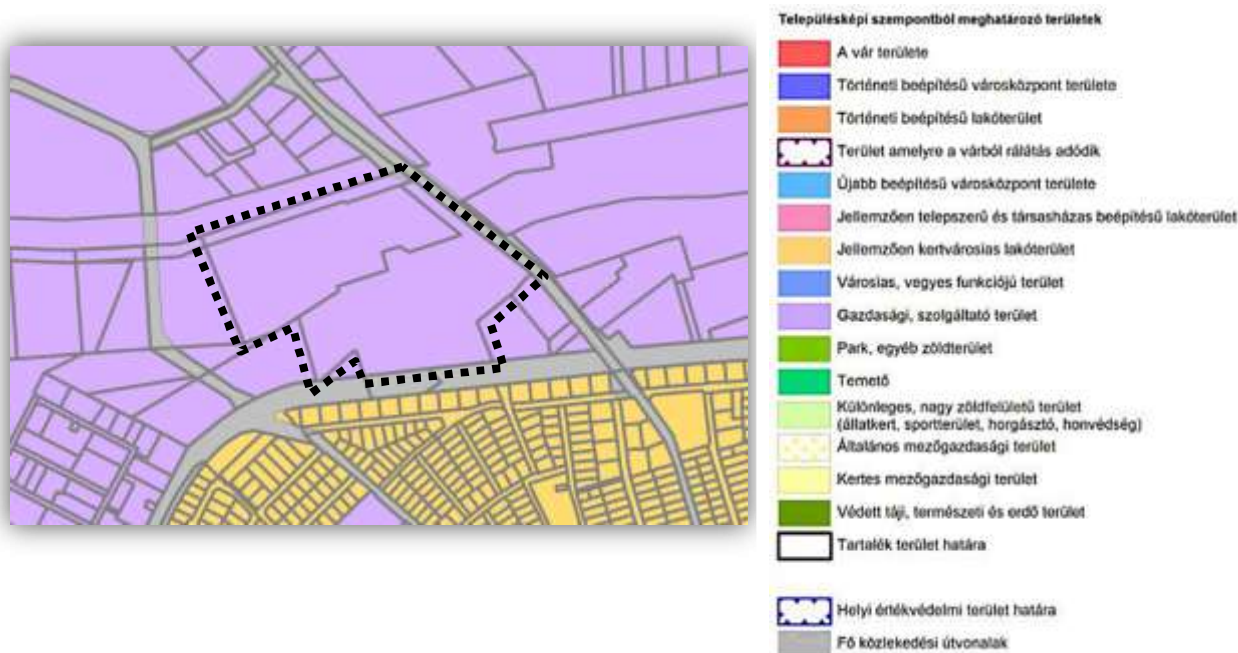 Településképi szempontból meghatározó területek
A vár területe
Történeti beépítésű városközpont területe
Történeti beépítésű lakóterület
Terület amelyre a várból rálátás adódik
Újabb beépítésű városközpont területe
Jellemzően telepszerű és társasházas beépítésű lakóterület
Jellemzően kertvárosias lakóterület
Városias, vegyes funkciójú terület
Gazdasági, szolgáltató terület
Park, egyéb zöldterület
Temető
Különleges, nagy zöldfelületű terület
(állatkert, sportterület, horgásztó, honvédség)
Általános mezőgazdasági terület
Kertes mezőgazdasági terület
Védett táji, természeti és erdő terület
Tartalék terület határa
Helyi értékvédelmi terület határa
Fő közlekedési útvonalak